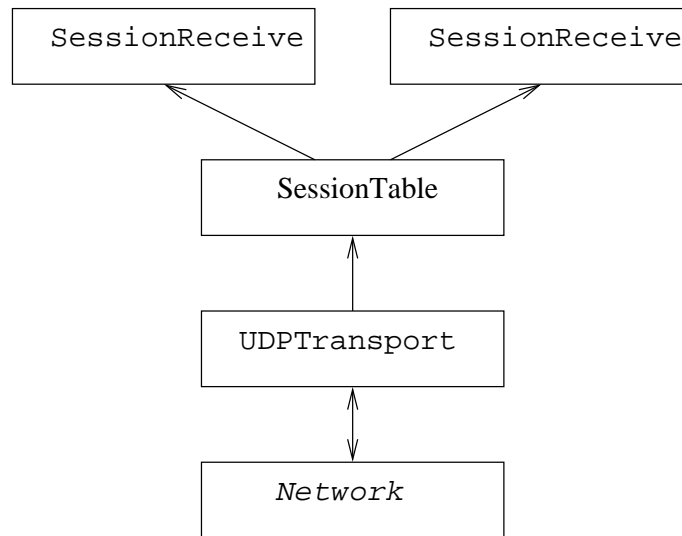 SessionReceive
SessionReceive
SessionTable
UDPTransport
Network